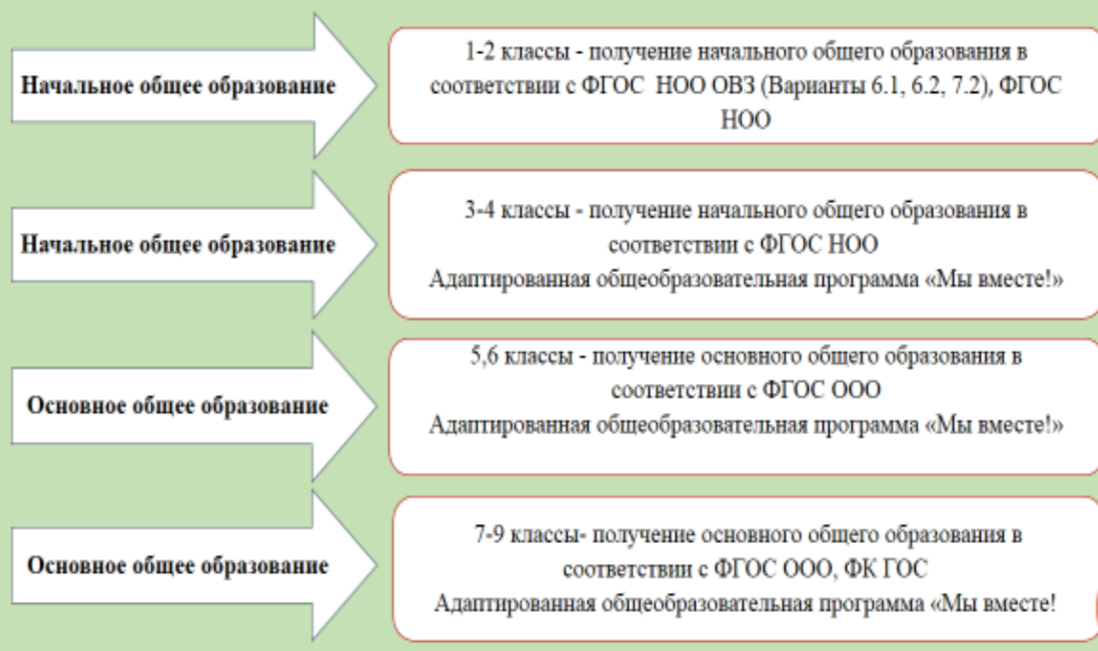 Начальное общее образование
1-2 классы - получение начального общего образования в
соответствии с ФГОС НОО ОВЗ (Варианты 6.1, 6.2, 7.2), ФГОС
НОО
Начальное общее образование
3-4 классы - получение начального общего образования в
соответствии с ФГОС НОО
Адаптированная общеобразовательная программа «Мы вместе!»
Основное общее образование
5,6 классы - получение основного общего образования в
соответствии с ФГОС ООО
Адаптированная общеобразовательная программа «Мы вместе!»
Основное общее образование
7-9 классы- получение основного общего образования в
соответствии с ФГОС ООО, ФК ГОС
Адаптированная общеобразовательная программа «Мы вместе!